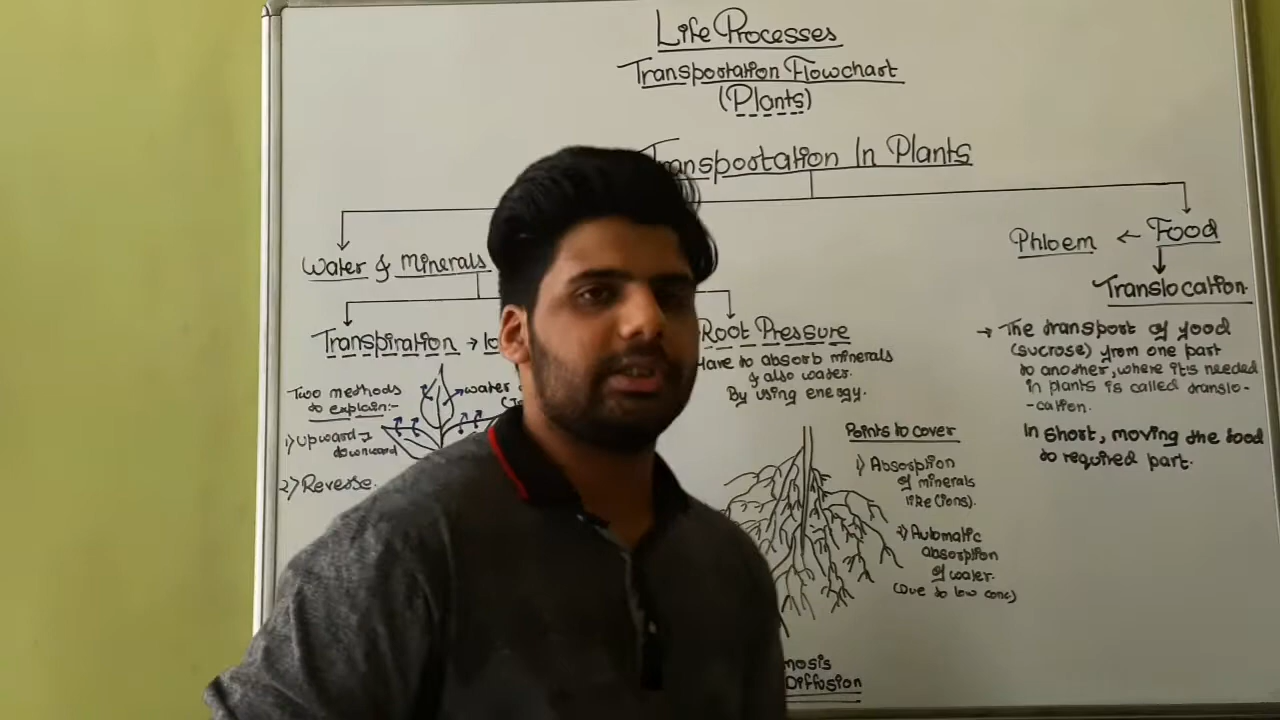 Life Processes
Transportation Flowchart
(Plants)
Transportation In Plants
Water & Minerals
Phloem ← Food
Translocation
Transpiration →
Two methods
to explain:-
1) Upward →
downward
2) Reverse.
water
Root Pressure
Have to absorb minerals
& also water.
By using energy.
Points to cover
1) Absorption
of minerals
like (ions).
2) Automatic
absorption
of water.
(Due to low conc)
Diffusion
→ The transport of food
(sucrose) from one part
to another, where it's needed
in plants is called translo-
-cation.
In short, moving the food
to required part.